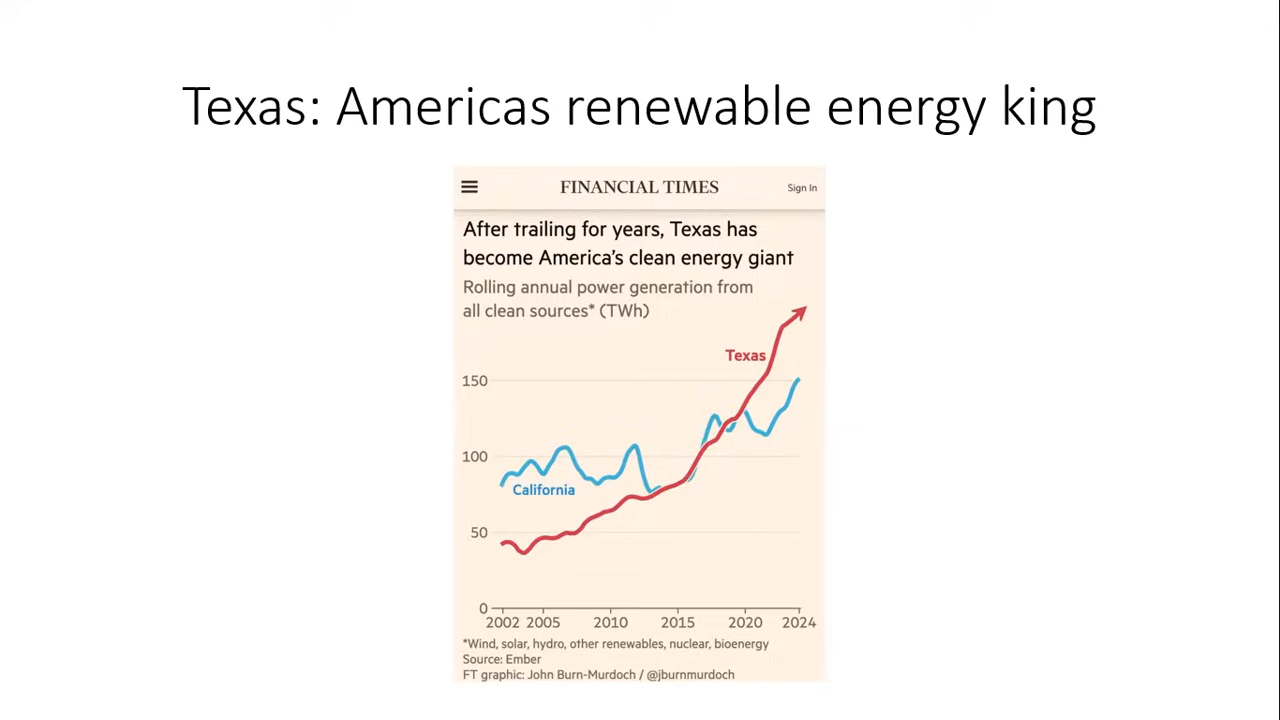 Texas: Americas renewable energy king
FINANCIAL TIMES
Sign In
After trailing for years, Texas has
become America's clean energy giant
Rolling annual power generation from
all clean sources* (TWh)
Texas
150
100
California
50
0
2002 2005 2010 2015 2020 2024
*Wind, solar, hydro, other renewables, nuclear, bioenergy
Source: Ember
FT graphic: John Burn-Murdoch / @jburnmurdoch